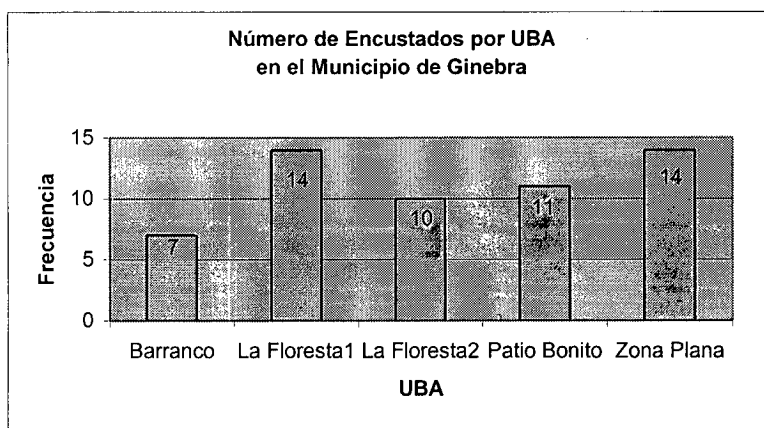 Número de Encustados por UBA
en el Municipio de Ginebra
Frecuencia
15
10
5
0
7
14
10
11
14
Barranco La Floresta1 La Floresta2 Patio Bonito Zona Plana
UBA